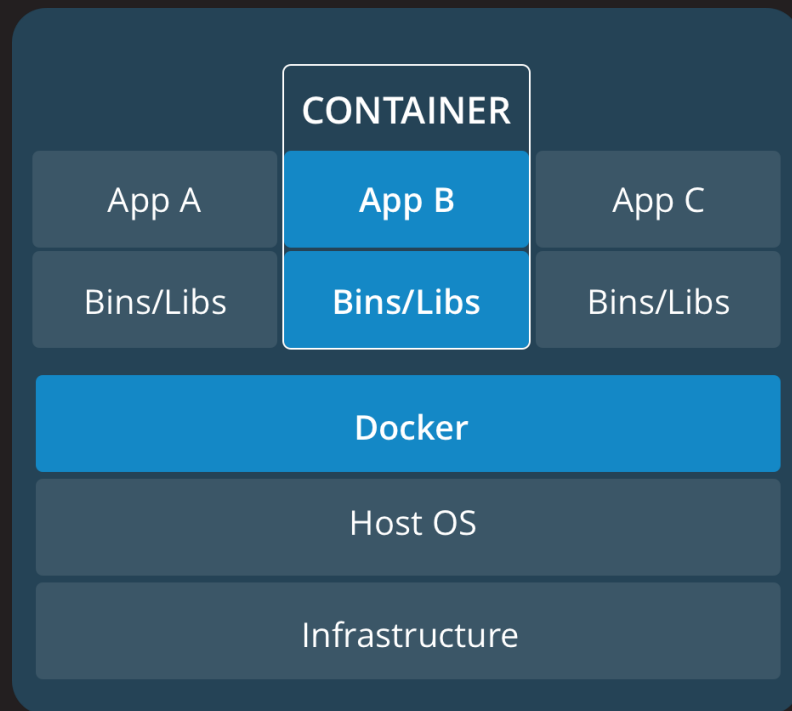 CONTAINER
App A
App B
App C
Bins/Libs
Bins/Libs
Bins/Libs
Docker
Host OS
Infrastructure